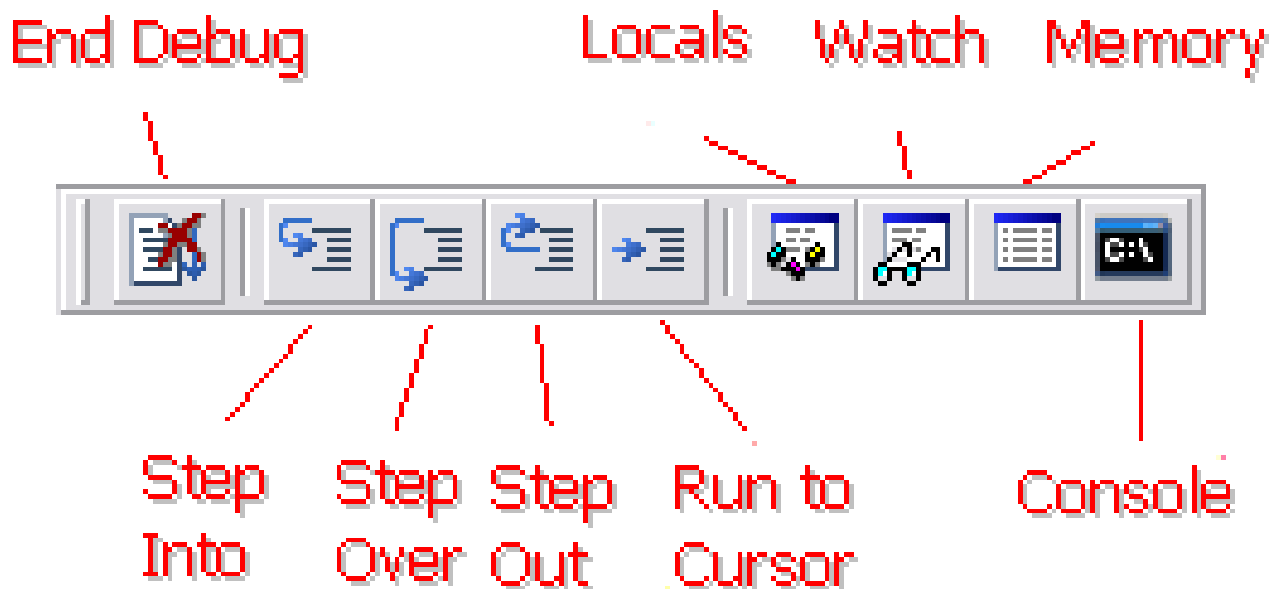 End Debug
Locals
Watch
Memory
C:\
Step
Into
Step
Over
Step
Out
Run to
Cursor
Console